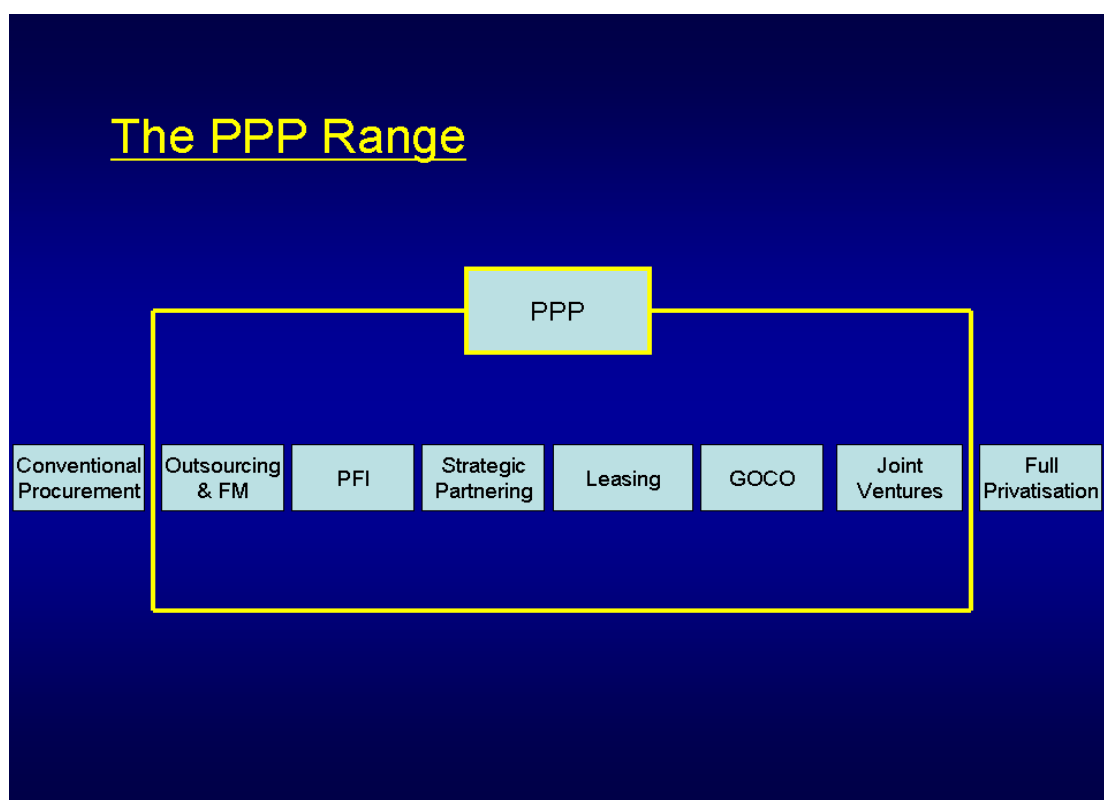 The PPP Range
PPP
Conventional
Procurement
Outsourcing
& FM
PFI
Strategic
Partnering
Leasing
GOCO
Joint
Ventures
Full
Privatisation